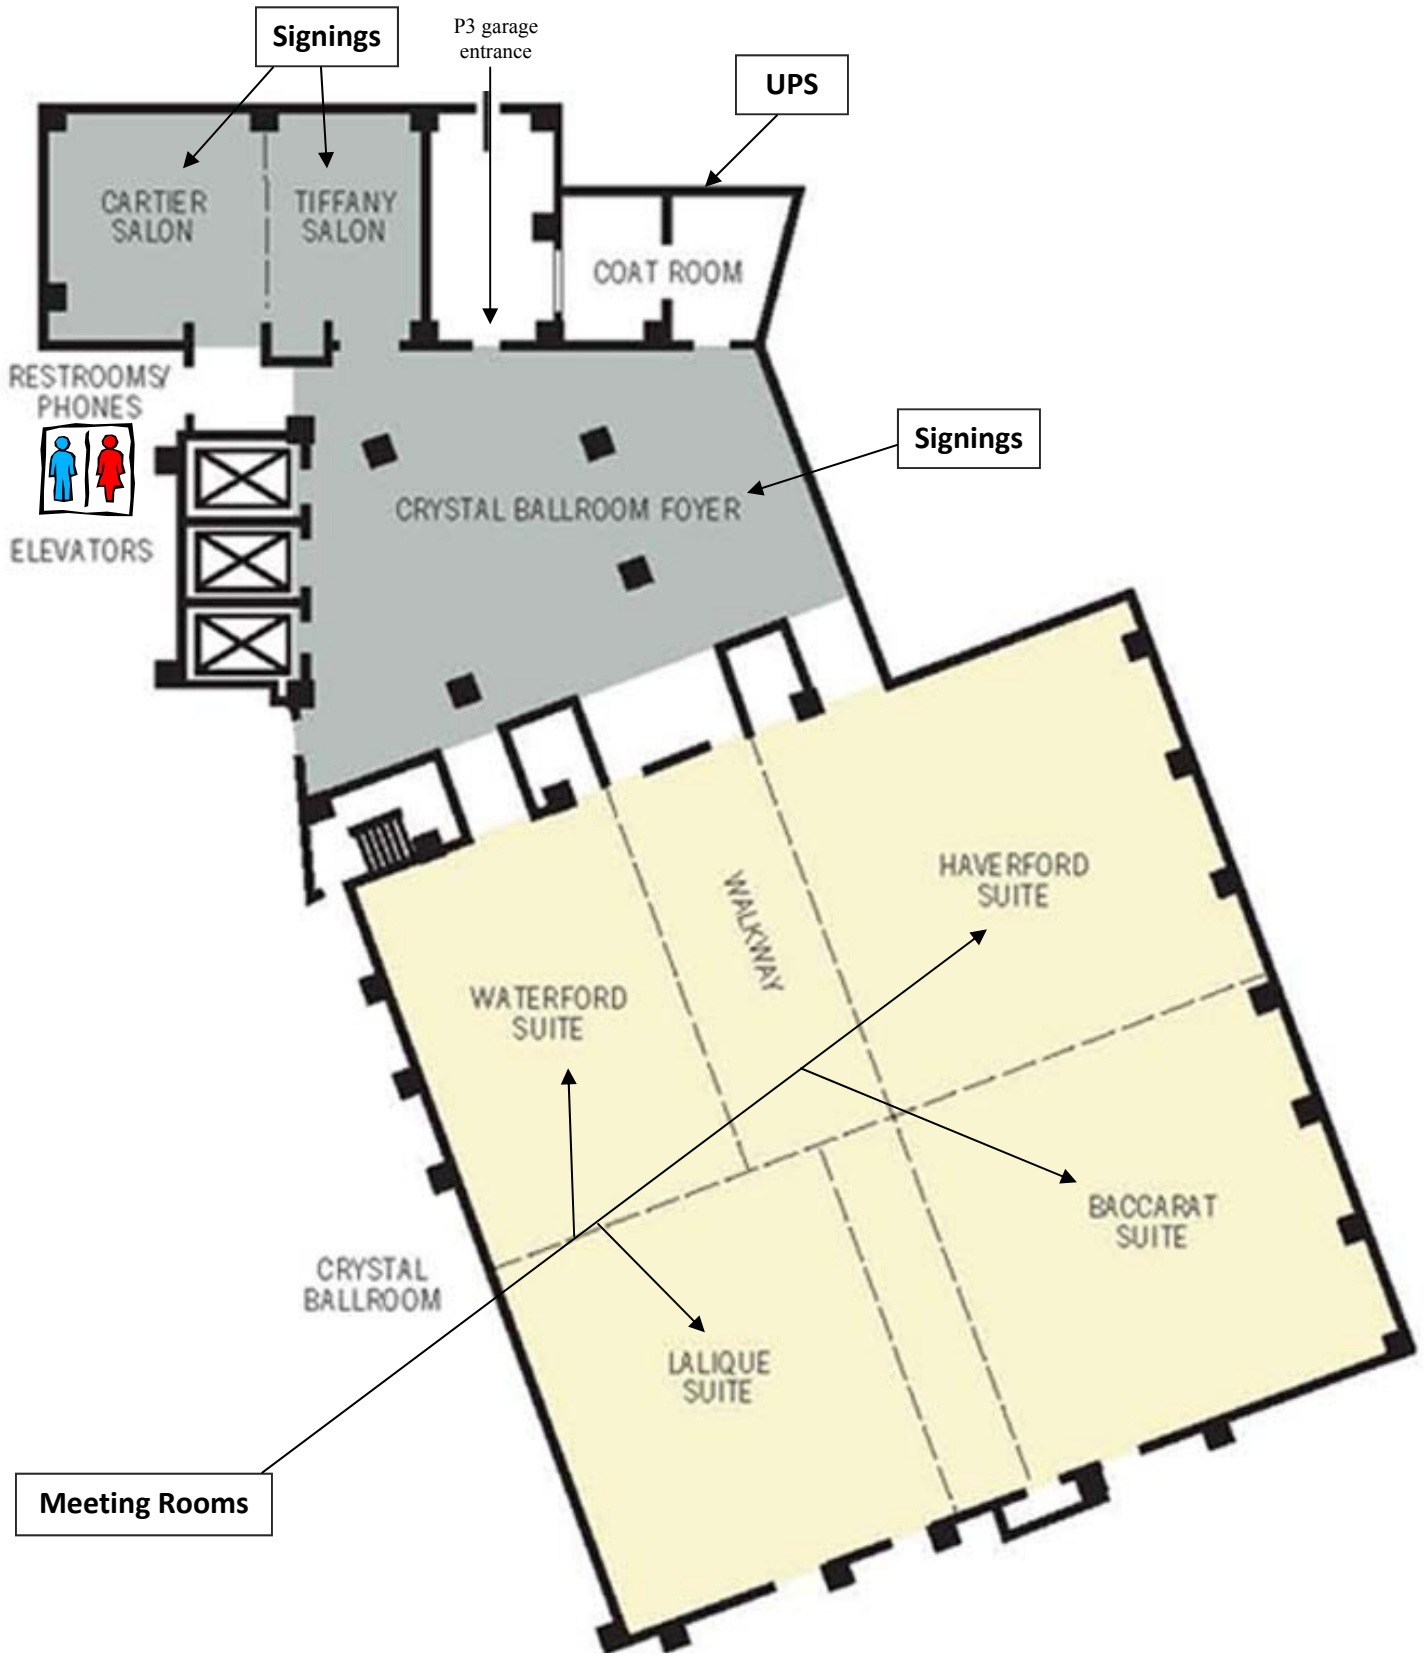 Signings
P3 garage
entrance
UPS
CARTIER
SALON
TIFFANY
SALON
COAT ROOM
RESTROOMS/
PHONES
Signings
CRYSTAL BALLROOM FOYER
ELEVATORS
HAVERFORD
SUITE
WALKWAY
WATERFORD
SUITE
BACCARAT
SUITE
CRYSTAL
BALLROOM
LALIQUE
SUITE
Meeting Rooms